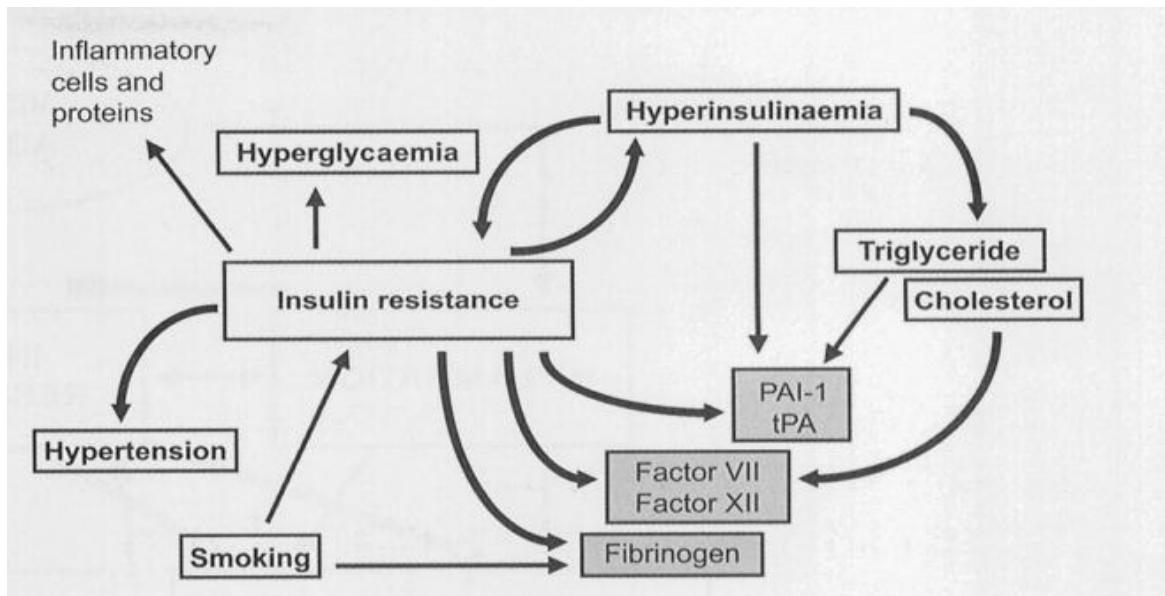 Inflammatory
cells and
proteins
Hyperinsulinaemia
Hyperglycaemia
Triglyceride
Insulin resistance
Cholesterol
PAI-1
tPA
Hypertension
Factor VII
Factor XII
Smoking
Fibrinogen